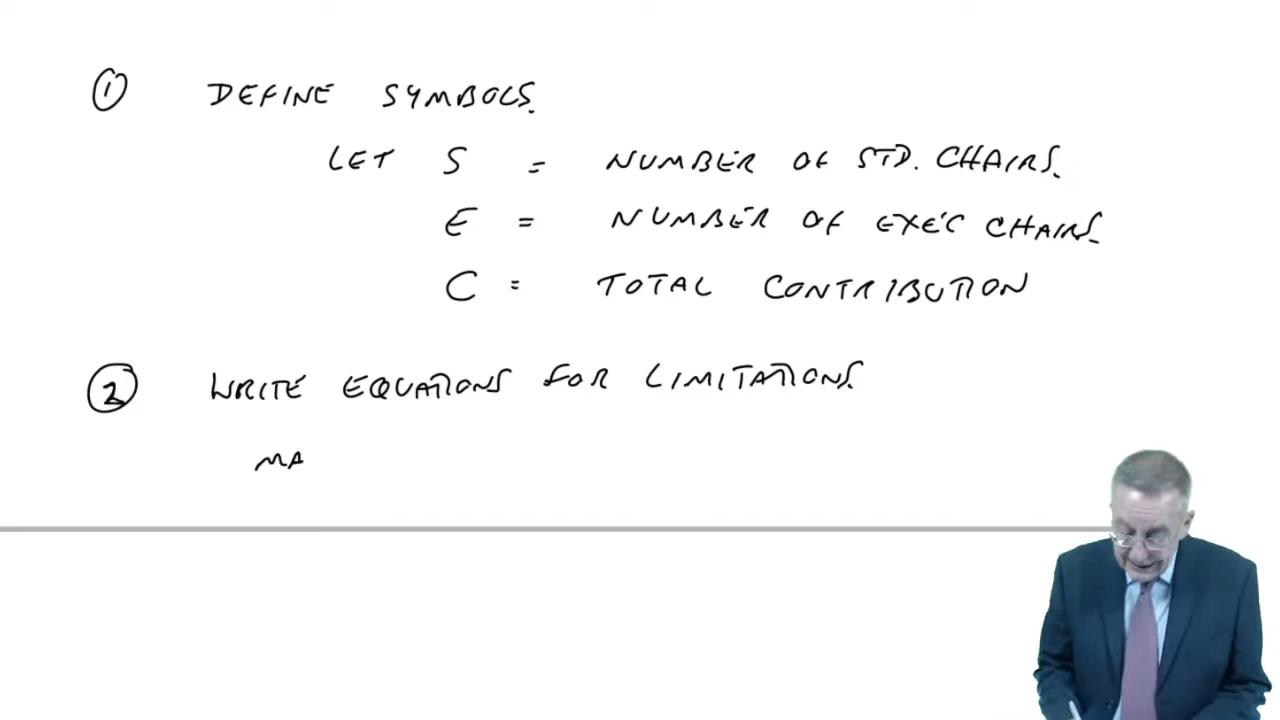 ① DEFINE SYMBOLS.
LET S = NUMBER OF STD. CHAIRS.
E = NUMBER OF EXEC CHAIRS.
C = TOTAL CONTRIBUTION
② WRITE EQUATIONS FOR LIMITATIONS.
MA